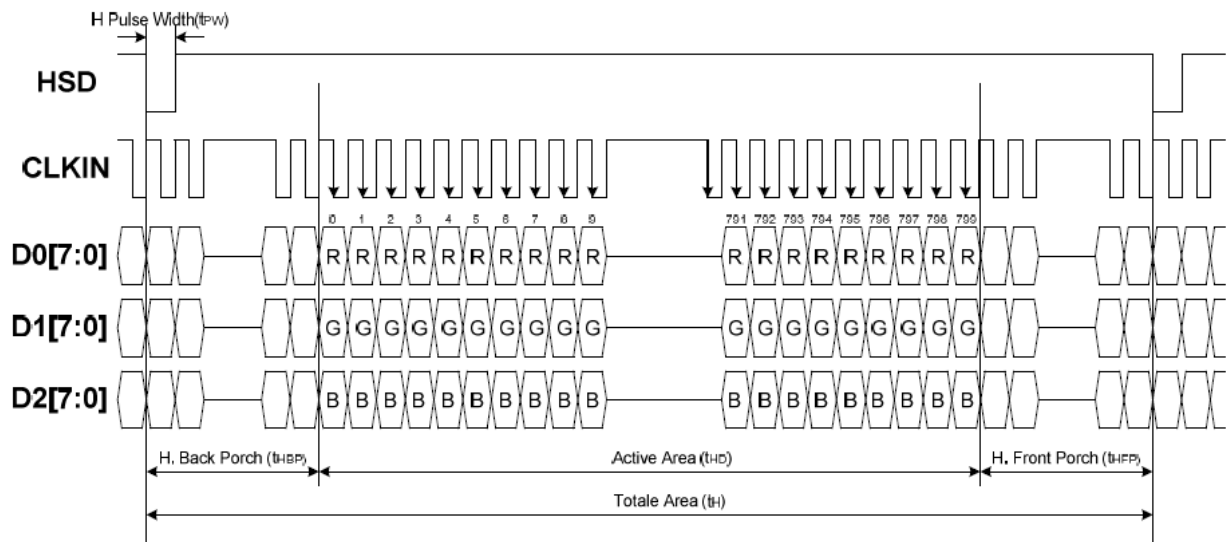 H Pulse Width(tPW)
HSD
CLKIN
0 1 2 3 4 5 6 7 8 9 791 792 793 794 795 796 797 798 799
D0[7:0] R R R R R R R R R R R R R R R R R R R
D1[7:0] G G G G G G G G G G G G G G G G G G G
D2[7:0] B B B B B B B B B B B B B B B B B B B
H. Back Porch (tHBP) Active Area (tHD) H. Front Porch (tHFP)
Totale Area (tH)